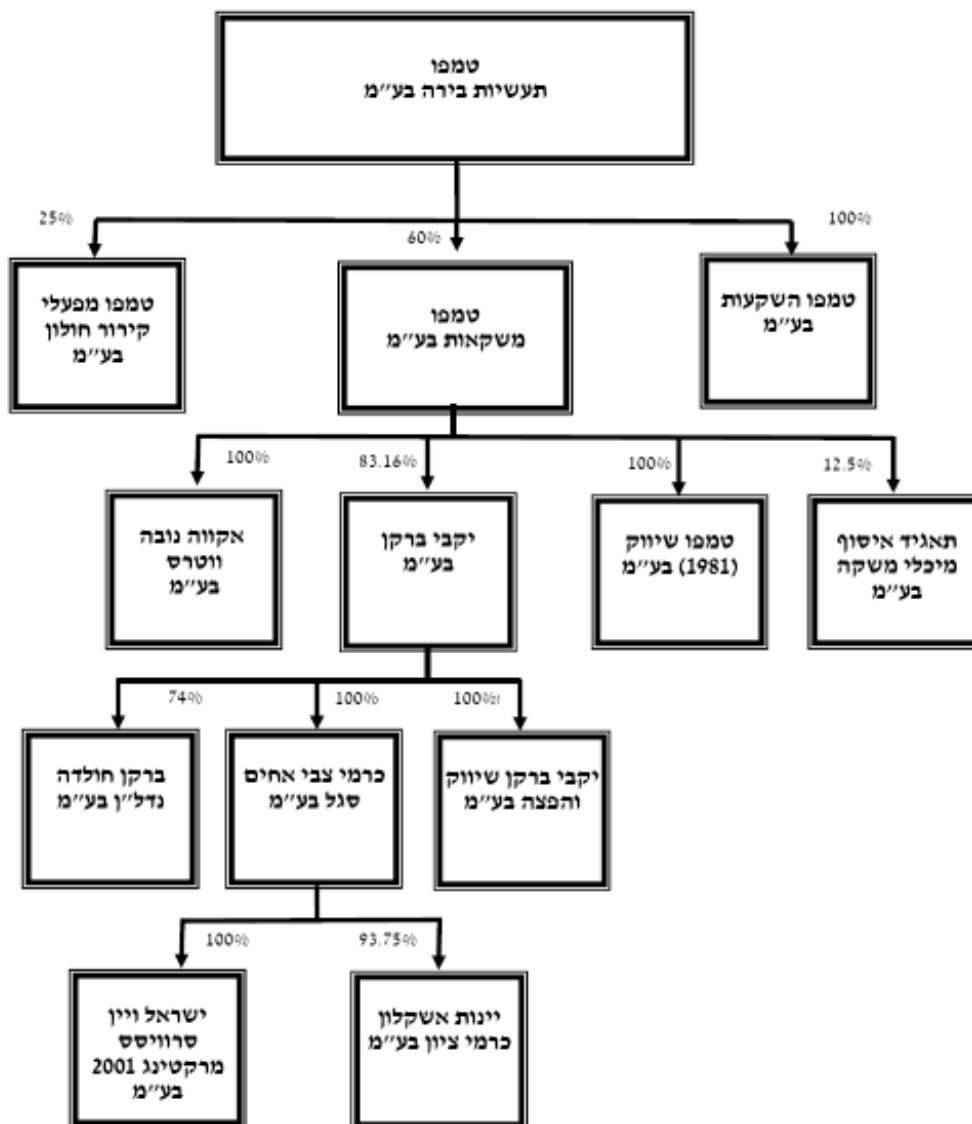 טמפו
תעשיות בירה בע"מ
100%
60%
25%
טמפו השקעות
בע"מ
טמפו
משקאות בע"מ
טמפו מפעלי
קירור חולון
בע"מ
12.5%
100%
83.16%
100%
תאגיד איסוף
מיכלי משקה
בע"מ
טמפו שיווק
(1981) בע"מ
יקבי ברקן
בע"מ
אקווה נובה
ווטרס
בע"מ
100%
100%
74%
יקבי ברקן שיווק
והפצה בע"מ
כרמי צבי אחים
סגל בע"מ
ברקן חולדה
נדל"ן בע"מ
93.75%
100%
יינות אשקלון
כרמי ציון בע"מ
ישראל ויין
סרוויסס
מרקטינג 2001
בע"מ